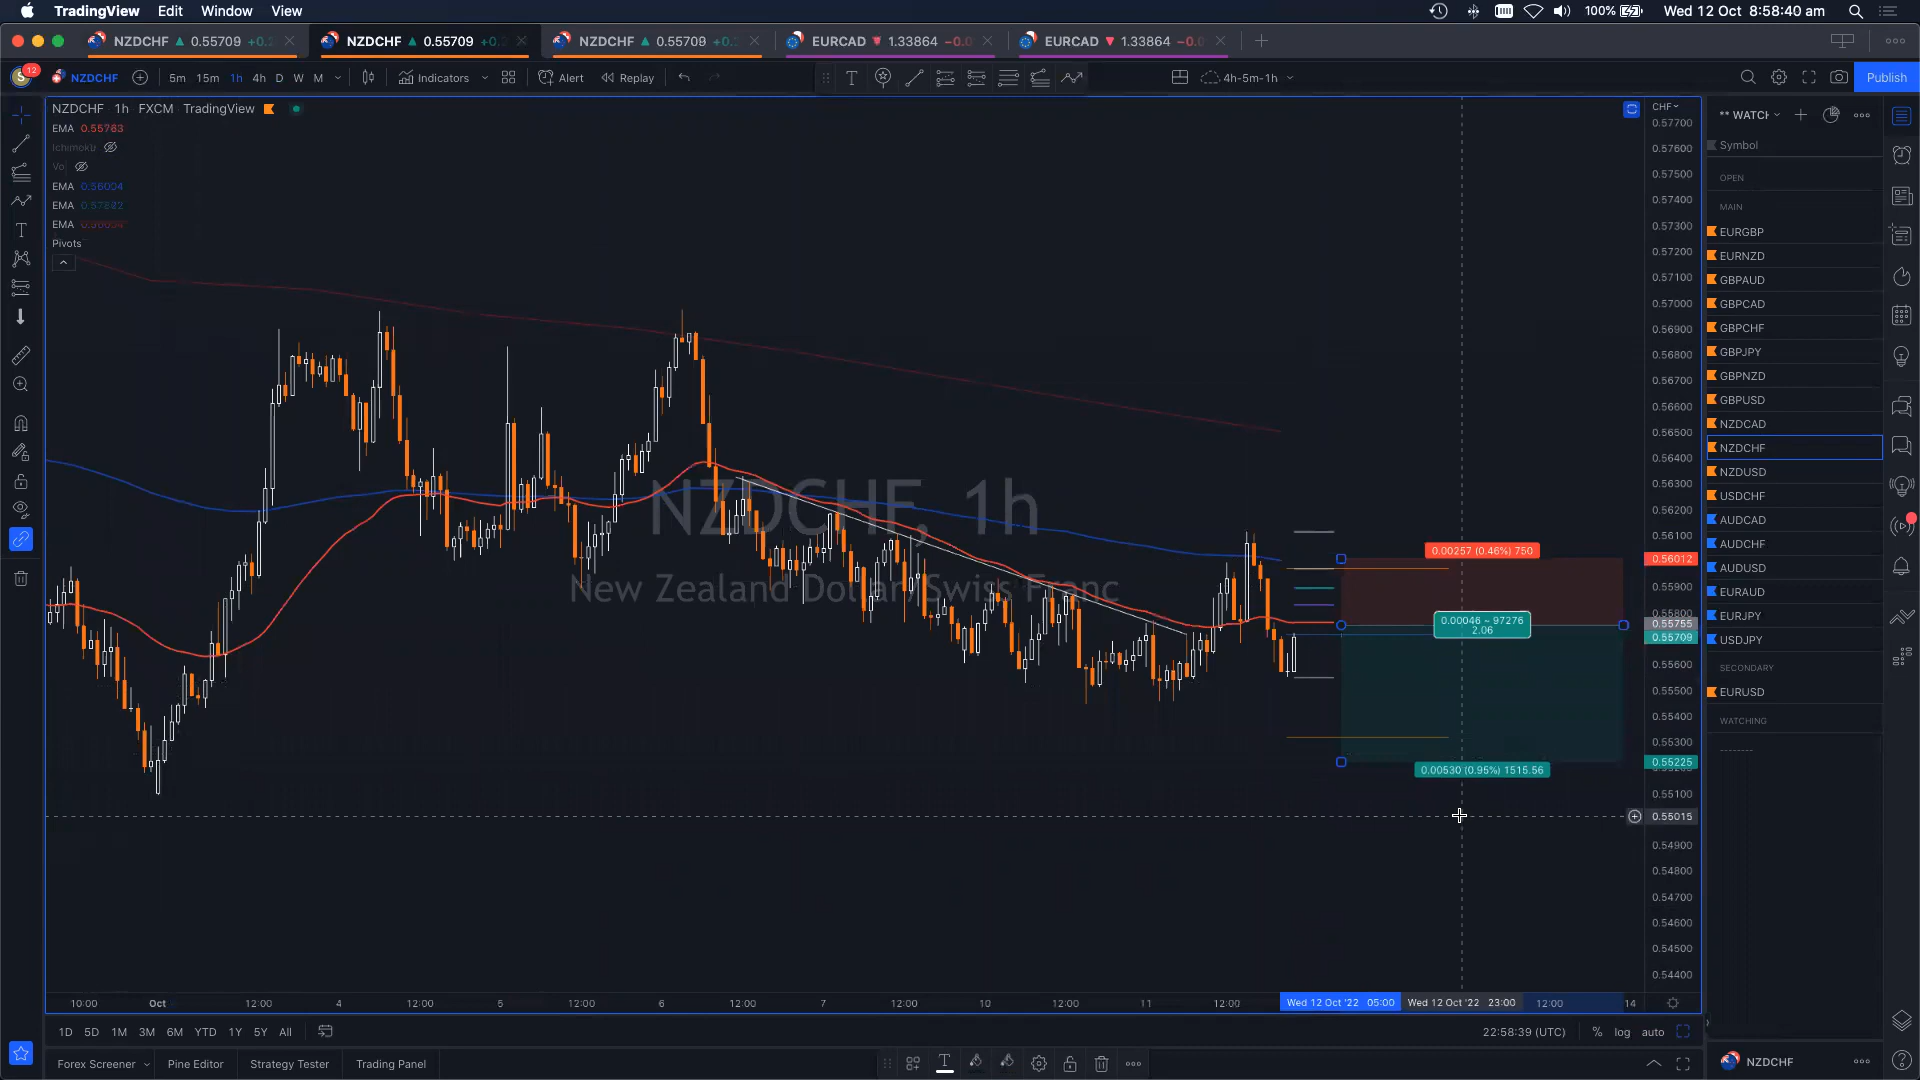 TradingView Edit Window View
100% Wed 12 Oct 8:58:40 am
NZDCHF 0.55709
NZDCHF 0.55709
NZDCHF 0.55709
EURCAD 1.33864
EURCAD 1.33864
12
NZDCHF 5m 15m 1h 4h D W M Indicators Alert Replay 4h-5m-1h Publish
NZDCHF 1h FXCM TradingView
EMA 0.55763
Vol
EMA 0.56004
EMA
EMA
Pivots
NZDCHF, 1h
New Zealand Dollar/Swiss Franc
0.00257 (0.46%) 750
0.00046 ~ 97276
2.06
0.00530 (0.95%) 1515.56
CHF
0.57700
0.57600
0.57500
0.57400
0.57300
0.57200
0.57100
0.57000
0.56900
0.56800
0.56700
0.56600
0.56500
0.56400
0.56300
0.56200
0.56100
0.56012
0.55900
0.55800
0.55755
0.55709
0.55600
0.55500
0.55400
0.55300
0.55225
0.55100
0.55015
0.54900
0.54800
0.54700
0.54600
0.54500
0.54400
10:00 Oct 12:00 4 12:00 5 12:00 6 12:00 7 12:00 10 12:00 11 12:00 Wed 12 Oct '22 05:00 Wed 12 Oct '22 23:00 12:00 14
1D 5D 1M 3M 6M YTD 1Y 5Y All
22:58:39 (UTC) % log auto
Forex Screener Pine Editor Strategy Tester Trading Panel
** WATCH
Symbol
OPEN
MAIN
EURGBP
EURNZD
GBPAUD
GBPCAD
GBPCHF
GBPJPY
GBPNZD
GBPUSD
NZDCAD
NZDCHF
NZDUSD
USDCHF
AUDCAD
AUDCHF
AUDUSD
EURAUD
EURJPY
USDJPY
SECONDARY
EURUSD
WATCHING
--------
NZDCHF